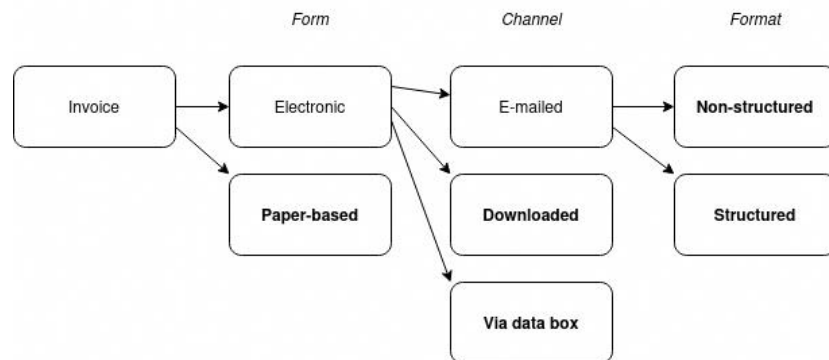 Form Channel Format
Invoice Electronic E-mailed Non-structured
Paper-based Downloaded Structured
Via data box